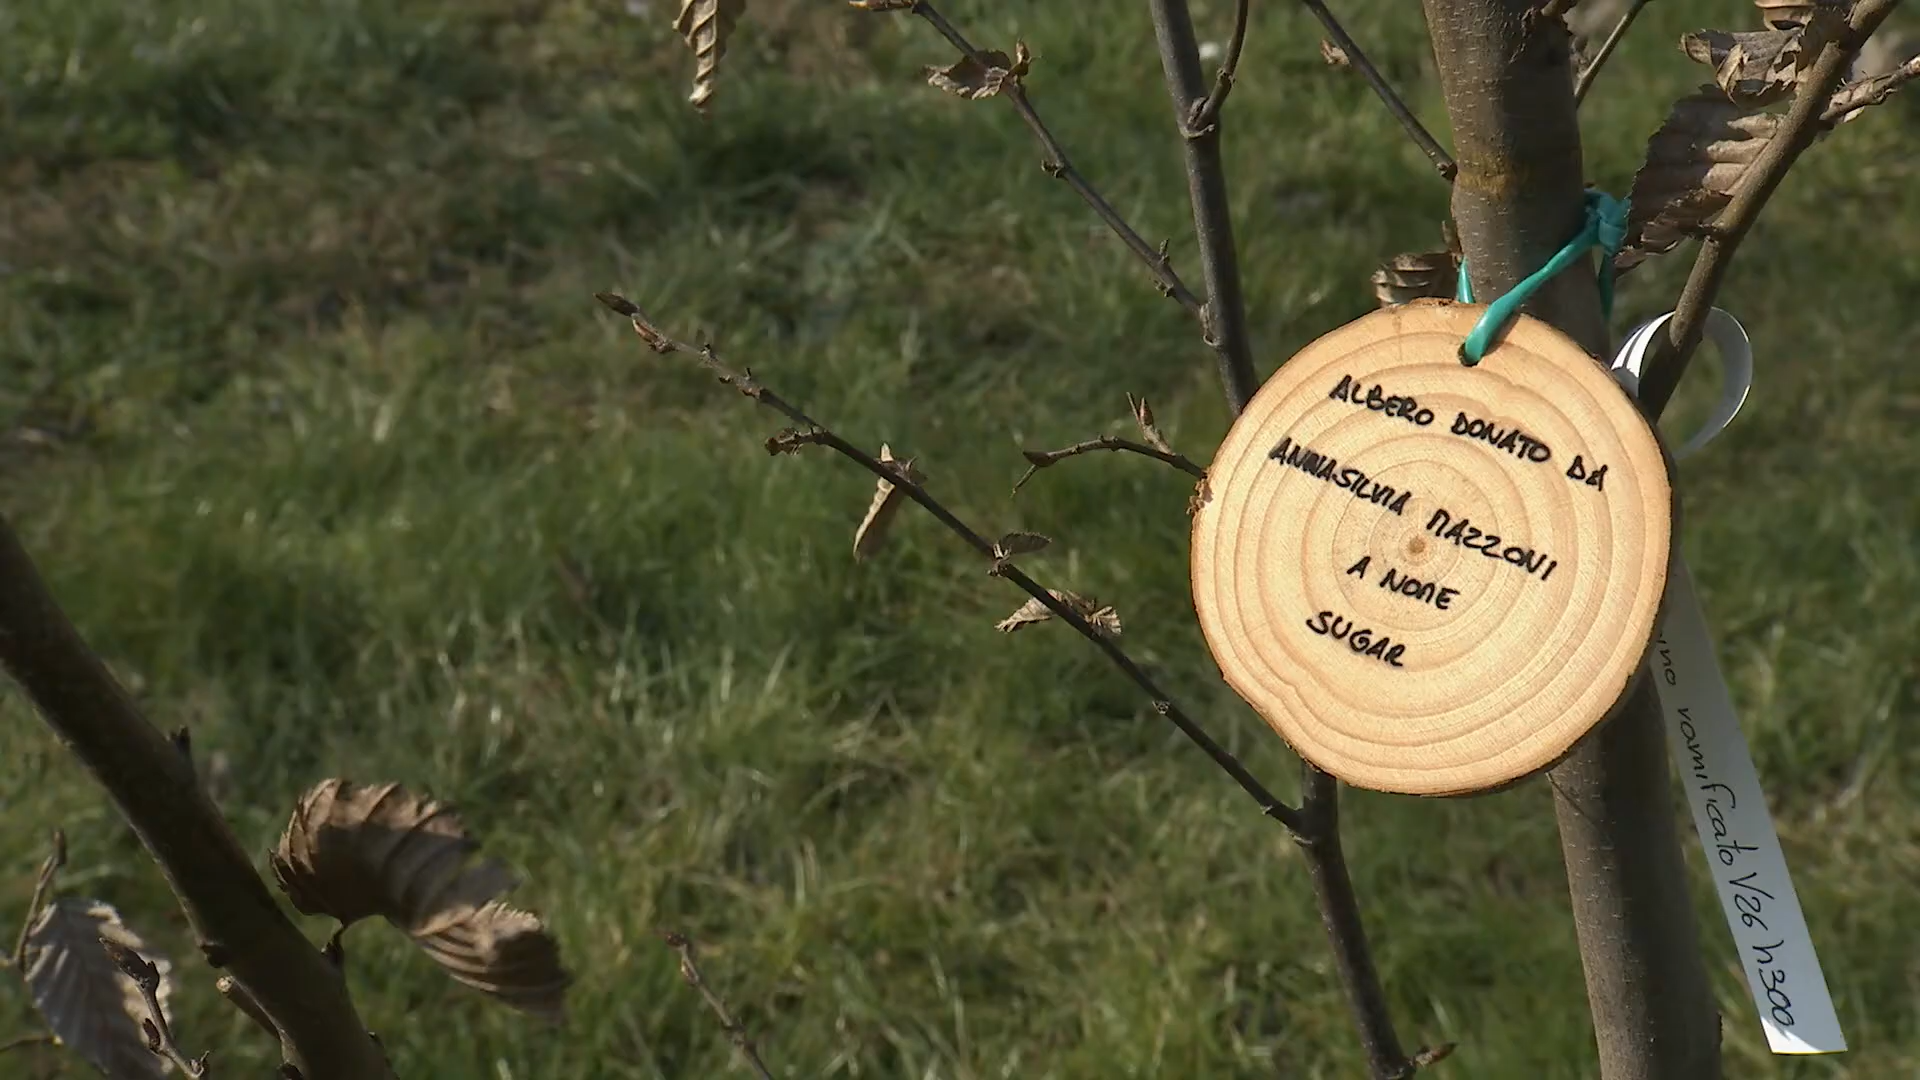 ALBERO DONATO DA
ANNASILVIA MAZZONI
A NOME
SUGAR
ramificato V26 h300